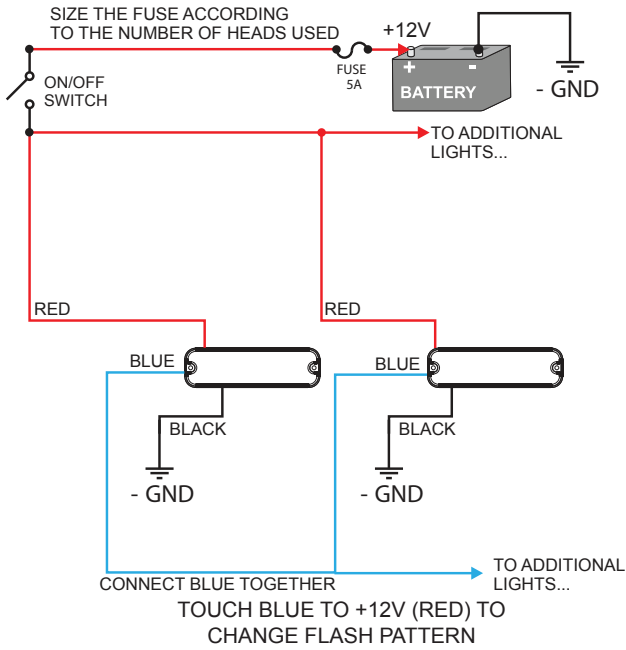 SIZE THE FUSE ACCORDING
TO THE NUMBER OF HEADS USED
+12V
FUSE
5A
+
-
BATTERY
- GND
ON/OFF
SWITCH
TO ADDITIONAL
LIGHTS...
RED
RED
BLUE
BLUE
BLACK
BLACK
- GND
- GND
TO ADDITIONAL
LIGHTS...
CONNECT BLUE TOGETHER
TOUCH BLUE TO +12V (RED) TO
CHANGE FLASH PATTERN